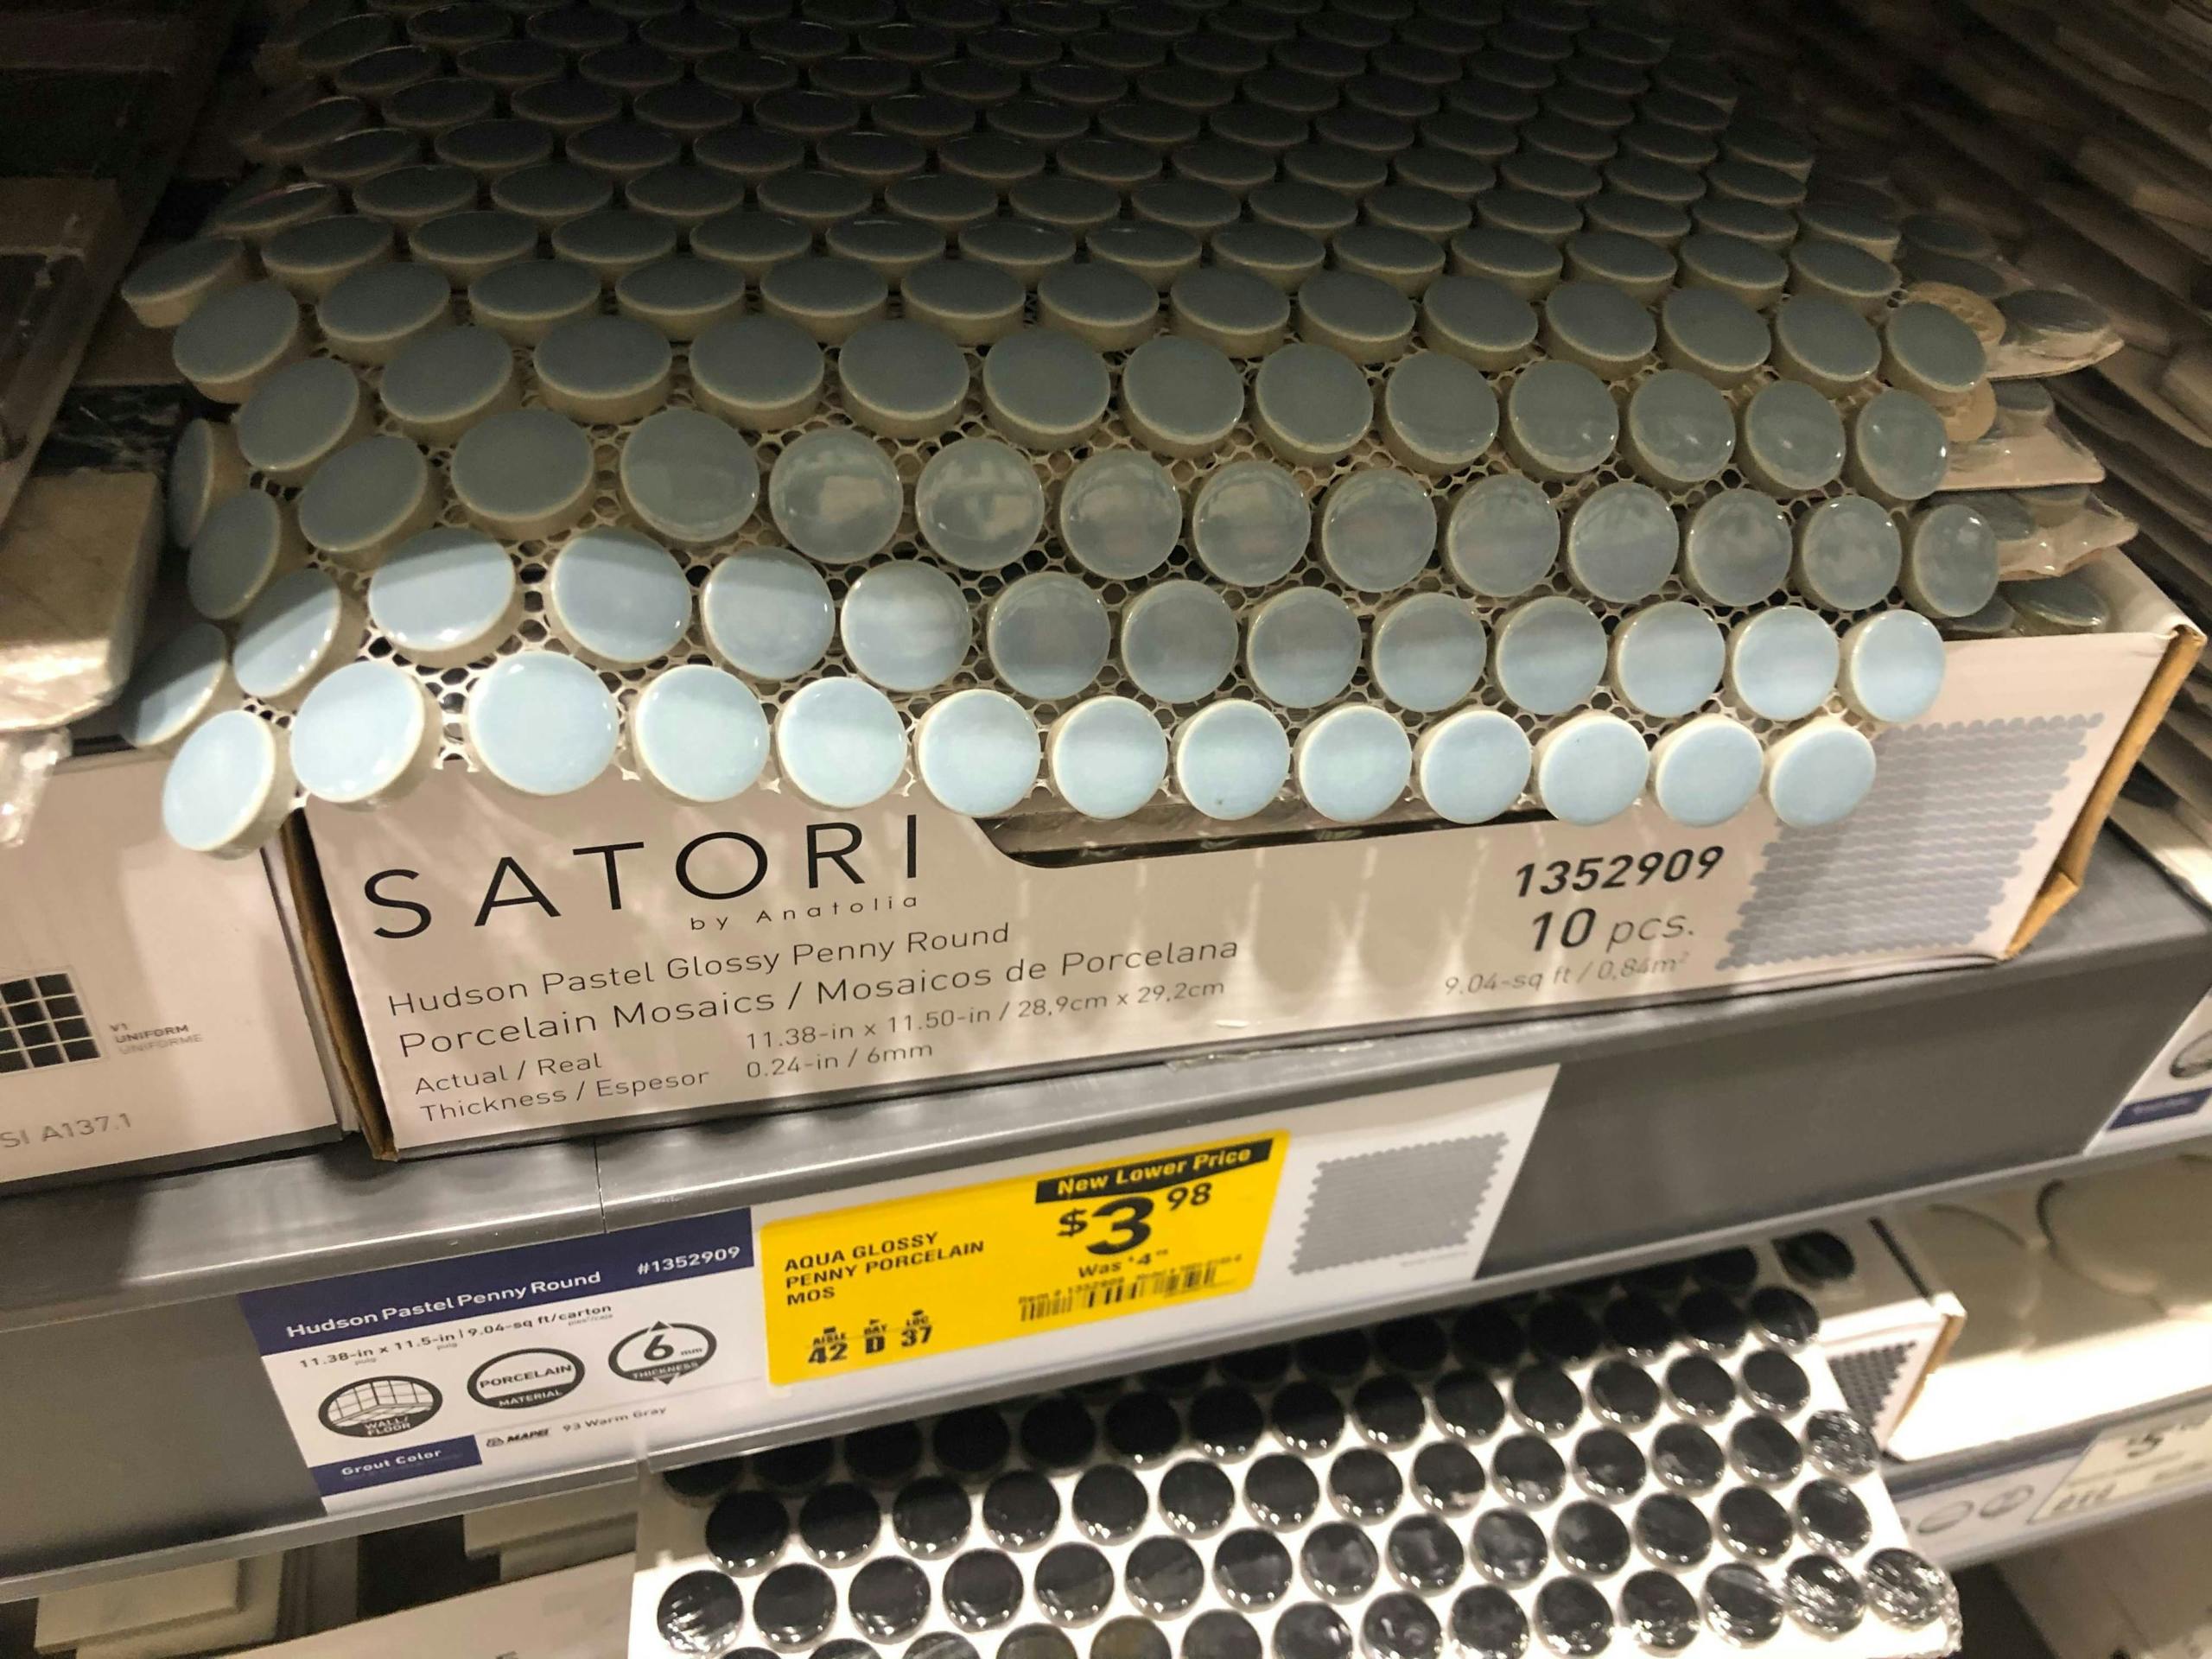 SATORI
by Anatolia
Hudson Pastel Glossy Penny Round
Porcelain Mosaics / Mosaicos de Porcelana
Actual / Real 11.38-in x 11.50-in / 28,9cm x 29,2cm
Thickness / Espesor 0.24-in / 6mm
1352909
10 pcs.
9.04-sq ft / 0,84m²
V1
UNIFORM
UNIFORME
SI A137.1
Hudson Pastel Penny Round #1352909
11.38-in x 11.5-in | 9.04-sq ft/carton
WALL/
FLOOR
PORCELAIN
MATERIAL
6 mm
THICKNESS
Grout Color
MAPEI 93 Warm Gray
New Lower Price
$3 98
Was $4
AQUA GLOSSY
PENNY PORCELAIN
MOS
AISLE BAY LOC
42 D 37
Item # 1352909